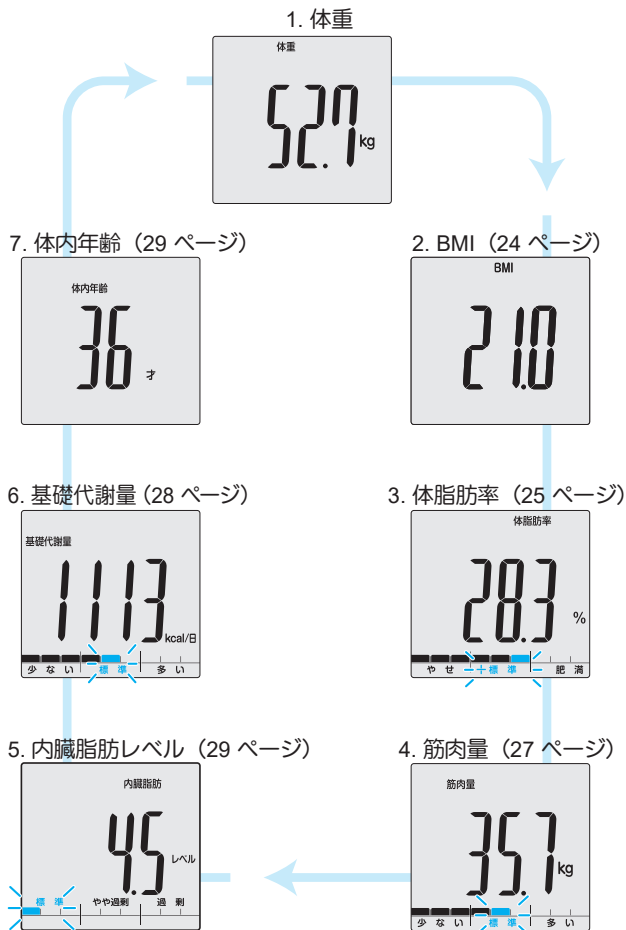 1. 体重
体重
52.7
kg
2. BMI（24 ページ）
BMI
21.0
3. 体脂肪率（25 ページ）
体脂肪率
28.3
%
やせ
＋標準
肥満
4. 筋肉量（27 ページ）
筋肉量
35.7
kg
少ない
標準
多い
5. 内臓脂肪レベル（29 ページ）
内臓脂肪
4.5
レベル
標準
やや過剰
過剰
6. 基礎代謝量（28 ページ）
基礎代謝量
1113
kcal/日
少ない
標準
多い
7. 体内年齢（29 ページ）
体内年齢
36
才